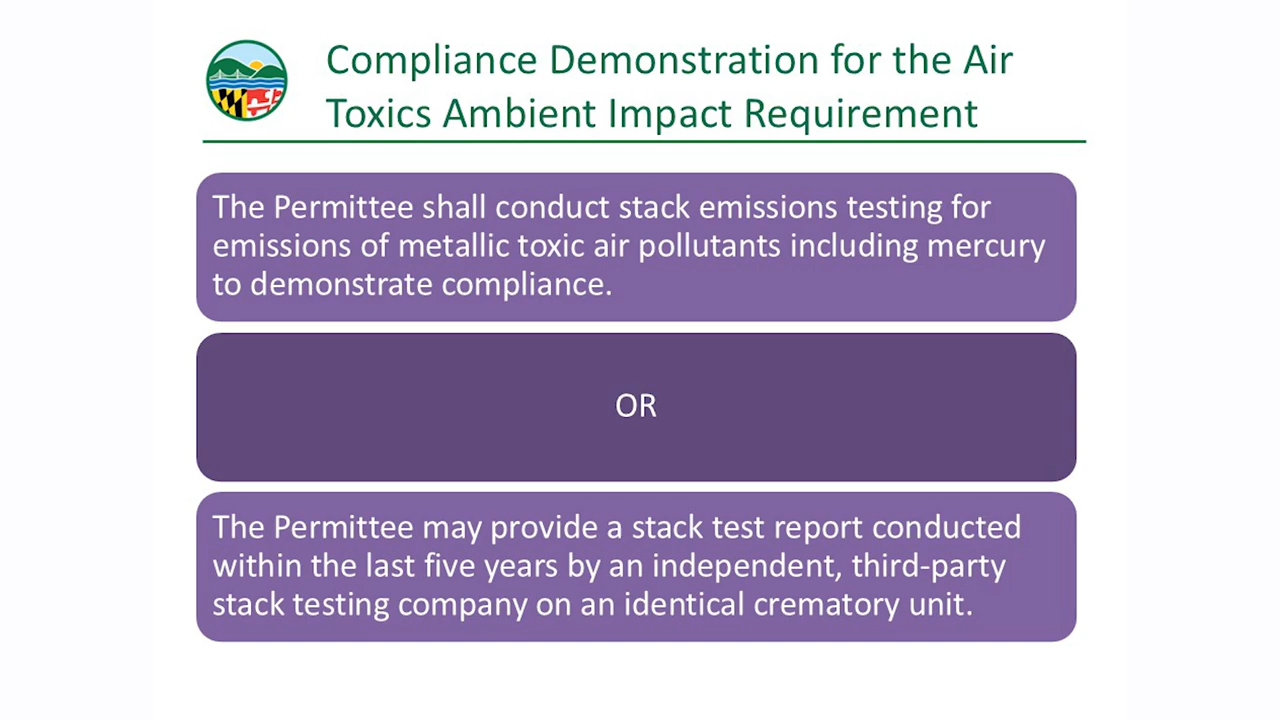 Compliance Demonstration for the Air
Toxics Ambient Impact Requirement
The Permittee shall conduct stack emissions testing for
emissions of metallic toxic air pollutants including mercury
to demonstrate compliance.
OR
The Permittee may provide a stack test report conducted
within the last five years by an independent, third-party
stack testing company on an identical crematory unit.